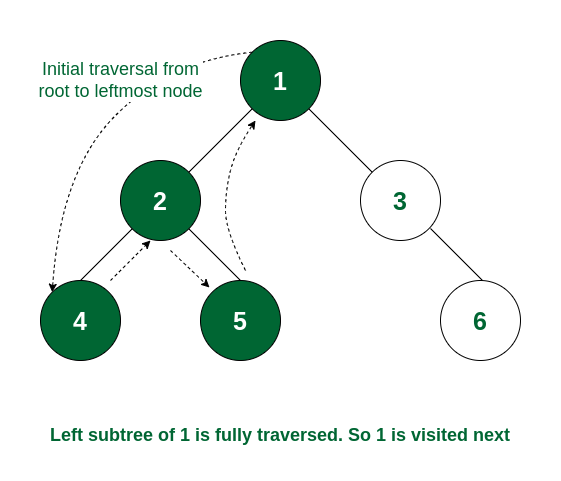 Initial traversal from
root to leftmost node
1
2
3
4
5
6
Left subtree of 1 is fully traversed. So 1 is visited next